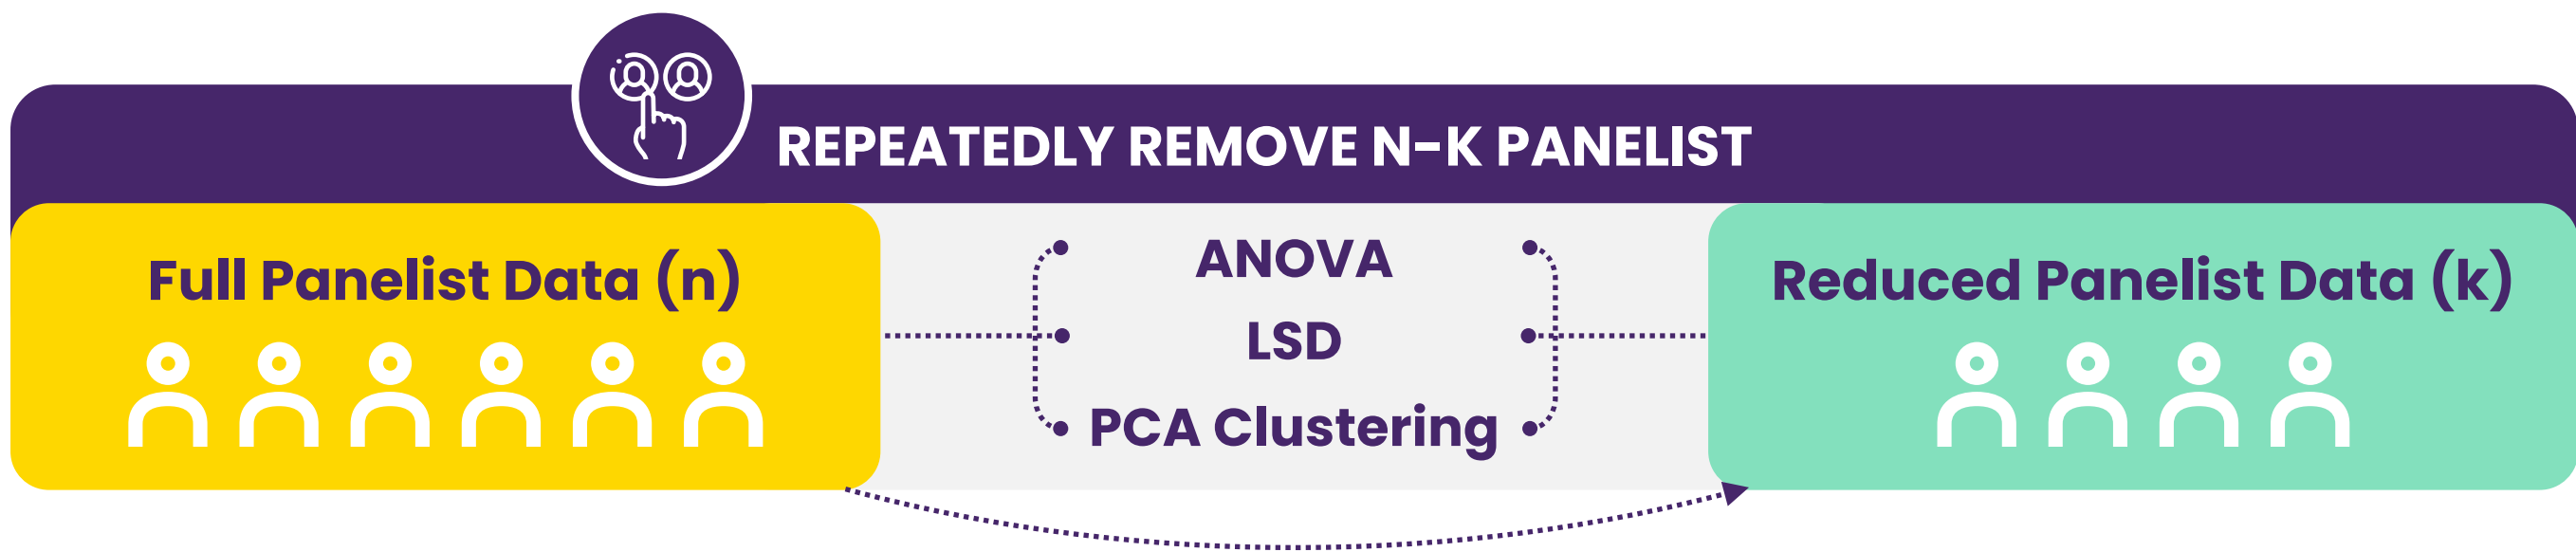 REPEATEDLY REMOVE N-K PANELIST
Full Panelist Data (n)
ANOVA
LSD
PCA Clustering
Reduced Panelist Data (k)